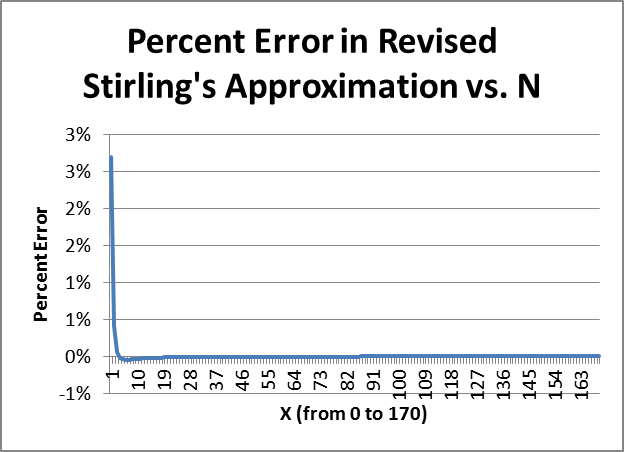 Percent Error in Revised
Stirling's Approximation vs. N
3%
3%
2%
2%
1%
1%
0%
-1%
Percent Error
1 10 19 28 37 46 55 64 73 82 91 100 109 118 127 136 145 154 163
X (from 0 to 170)